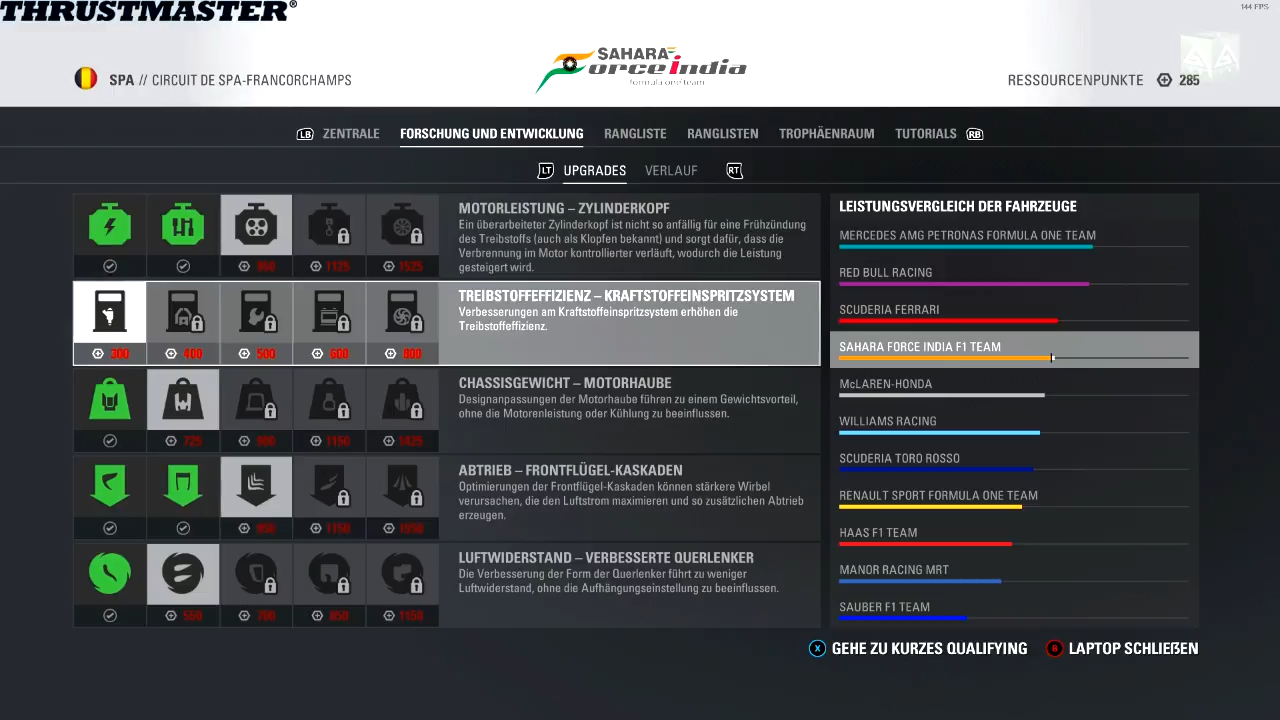 THRUSTMASTER®
144 FPS
SAHARA
Force India
formula one team
SPA // CIRCUIT DE SPA-FRANCORCHAMPS
RESSOURCENPUNKTE 285
LB ZENTRALE FORSCHUNG UND ENTWICKLUNG RANGLISTE RANGLISTEN TROPHÄENRAUM TUTORIALS RB
LT UPGRADES VERLAUF RT
MOTORLEISTUNG – ZYLINDERKOPF
Ein überarbeiteter Zylinderkopf ist nicht so anfällig für eine Frühzündung
des Treibstoffs (auch als Klopfen bekannt) und sorgt dafür, dass die
Verbrennung im Motor kontrollierter verläuft, wodurch die Leistung
gesteigert wird.
1125 1525
TREIBSTOFFEFFIZIENZ – KRAFTSTOFFEINSPRITZSYSTEM
Verbesserungen am Kraftstoffeinspritzsystem erhöhen die
Treibstoffeffizienz.
300 400 500 600 800
CHASSISGEWICHT – MOTORHAUBE
Designanpassungen der Motorhaube führen zu einem Gewichtsvorteil,
ohne die Motorenleistung oder Kühlung zu beeinflussen.
725 900 1150 1425
ABTRIEB – FRONTFLÜGEL-KASKADEN
Optimierungen der Frontflügel-Kaskaden können stärkere Wirbel
verursachen, die den Luftstrom maximieren und so zusätzlichen Abtrieb
erzeugen.
1150
LUFTWIDERSTAND – VERBESSERTE QUERLENKER
Die Verbesserung der Form der Querlenker führt zu weniger
Luftwiderstand, ohne die Aufhängungseinstellung zu beeinflussen.
550 700 850 1150
LEISTUNGSVERGLEICH DER FAHRZEUGE
MERCEDES AMG PETRONAS FORMULA ONE TEAM
RED BULL RACING
SCUDERIA FERRARI
SAHARA FORCE INDIA F1 TEAM
McLAREN-HONDA
WILLIAMS RACING
SCUDERIA TORO ROSSO
RENAULT SPORT FORMULA ONE TEAM
HAAS F1 TEAM
MANOR RACING MRT
SAUBER F1 TEAM
X GEHE ZU KURZES QUALIFYING B LAPTOP SCHLIEẞEN